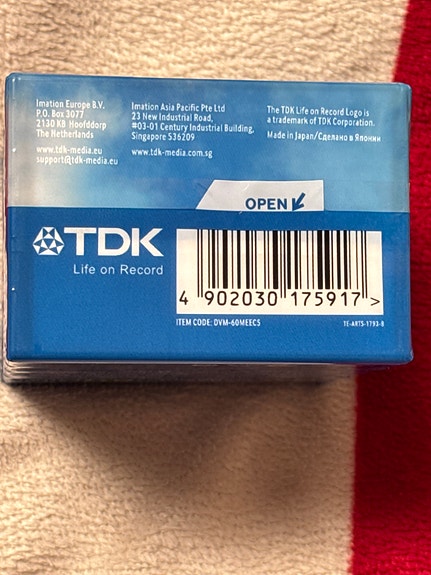 Imation Europe B.V.
P.O. Box 3077
2130 KB Hoofddorp
The Netherlands
www.tdk-media.eu
support@tdk-media.eu
Imation Asia Pacific Pte Ltd
23 New Industrial Road,
#03-01 Century Industrial Building,
Singapore 536209
www.tdk-media.com.sg
The TDK Life on Record Logo is
a trademark of TDK Corporation.
Made in Japan/Сделано в Японии
OPEN
TDK
Life on Record
4 902030 175917 >
ITEM CODE: DVM-60MEEC5
TE-ARTS-1793-B